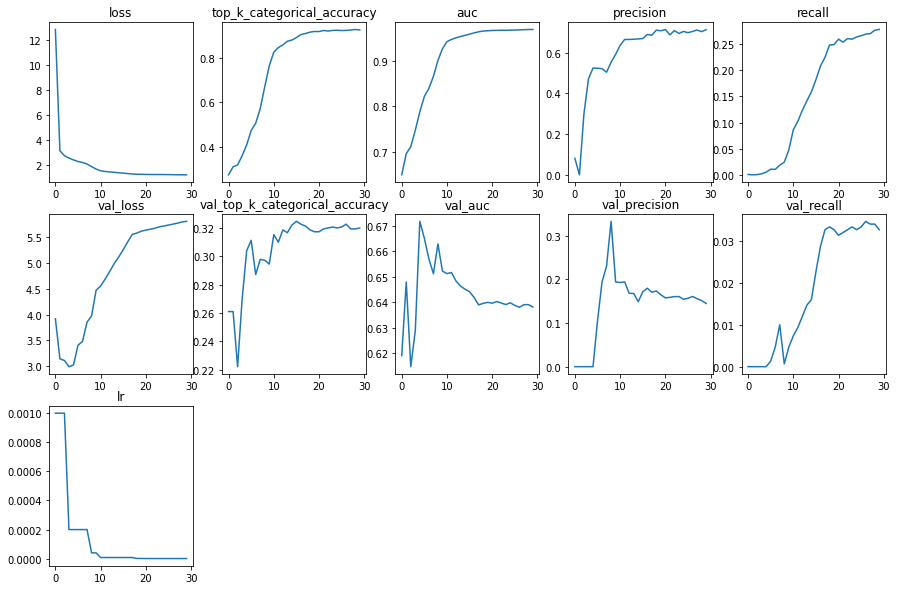 loss
12
10
8
6
4
2
0 10 20 30
top_k_categorical_accuracy
0.8
0.6
0.4
0 10 20 30
auc
0.9
0.8
0.7
0 10 20 30
precision
0.6
0.4
0.2
0.0
0 10 20 30
recall
0.25
0.20
0.15
0.10
0.05
0.00
0 10 20 30
val_loss
5.5
5.0
4.5
4.0
3.5
3.0
0 10 20 30
val_top_k_categorical_accuracy
0.32
0.30
0.28
0.26
0.24
0.22
0 10 20 30
val_auc
0.67
0.66
0.65
0.64
0.63
0.62
0 10 20 30
val_precision
0.3
0.2
0.1
0.0
0 10 20 30
val_recall
0.03
0.02
0.01
0.00
0 10 20 30
lr
0.0010
0.0008
0.0006
0.0004
0.0002
0.0000
0 10 20 30